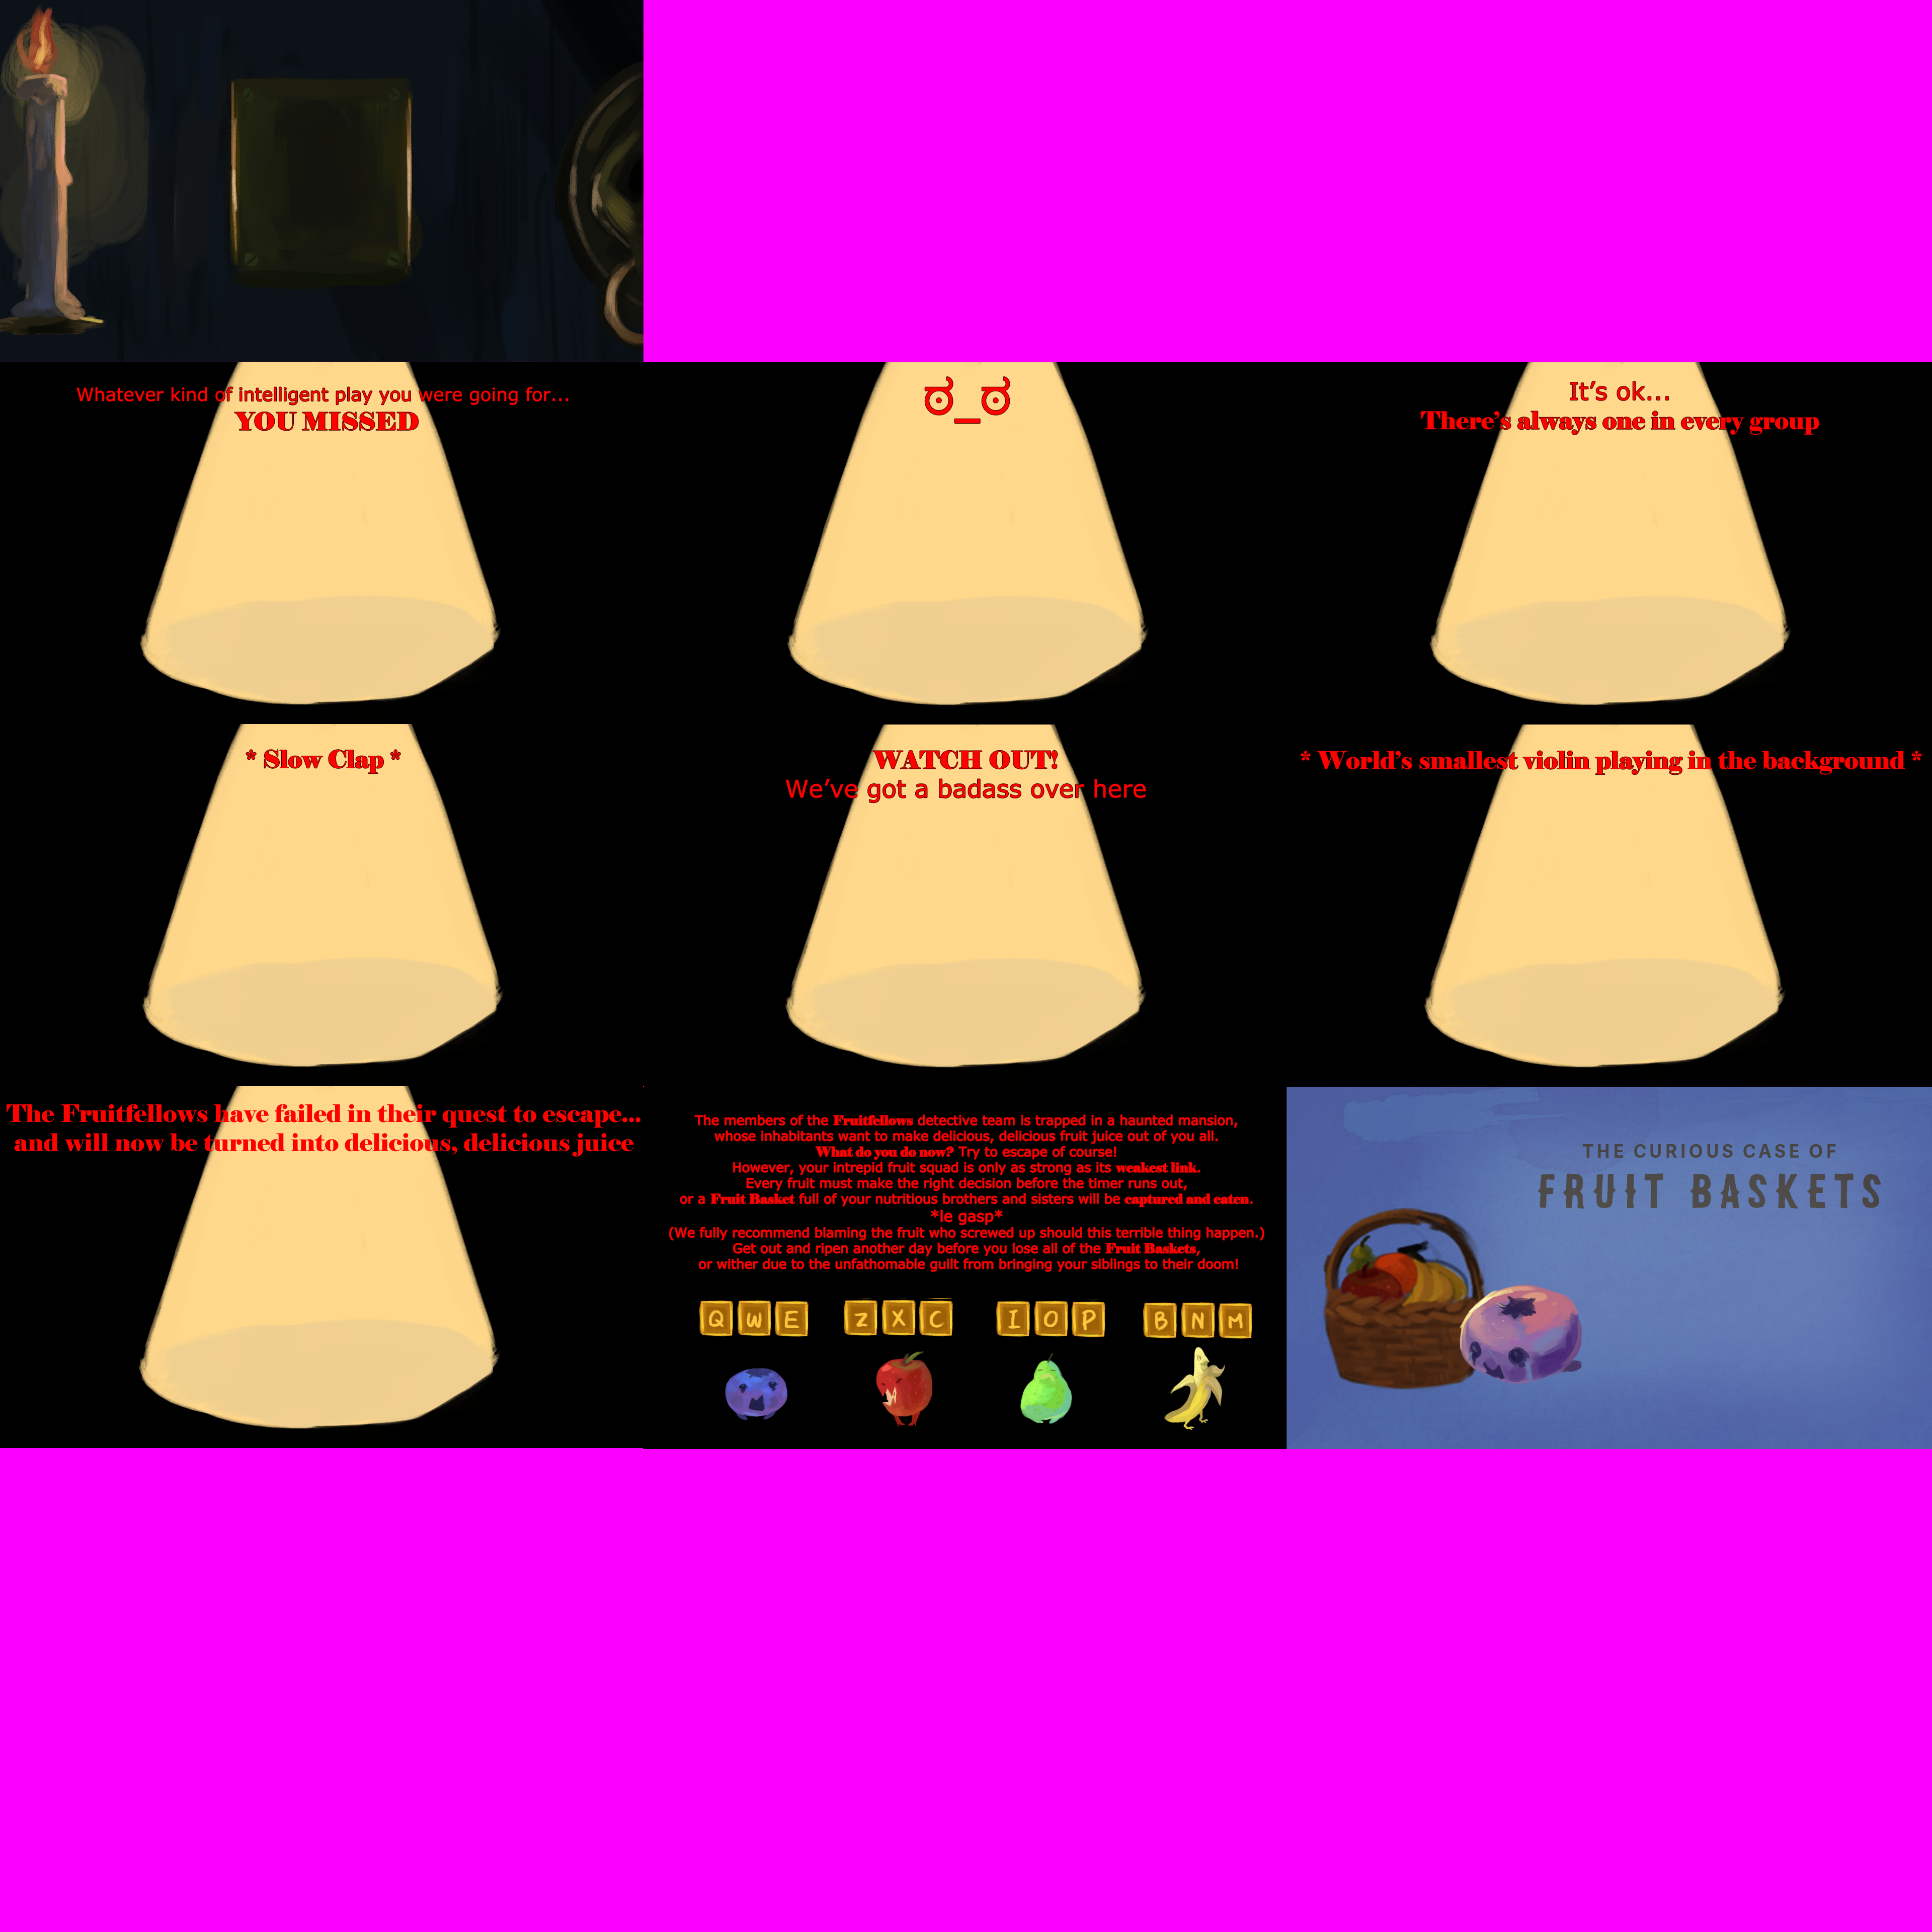 Whatever kind of intelligent play you were going for...
YOU MISSED
ಠ_ಠ
It's ok...
There's always one in every group
* Slow Clap *
WATCH OUT!
We've got a badass over here
* World's smallest violin playing in the background *
The Fruitfellows have failed in their quest to escape...
and will now be turned into delicious, delicious juice
The members of the Fruitfellows detective team is trapped in a haunted mansion,
whose inhabitants want to make delicious, delicious fruit juice out of you all.
What do you do now? Try to escape of course!
However, your intrepid fruit squad is only as strong as its weakest link.
Every fruit must make the right decision before the timer runs out,
or a Fruit Basket full of your nutritious brothers and sisters will be captured and eaten.
*le gasp*
(We fully recommend blaming the fruit who screwed up should this terrible thing happen.)
Get out and ripen another day before you lose all of the Fruit Baskets,
or wither due to the unfathomable guilt from bringing your siblings to their doom!
Q W E Z X C I O P B N M
THE CURIOUS CASE OF
FRUIT BASKETS